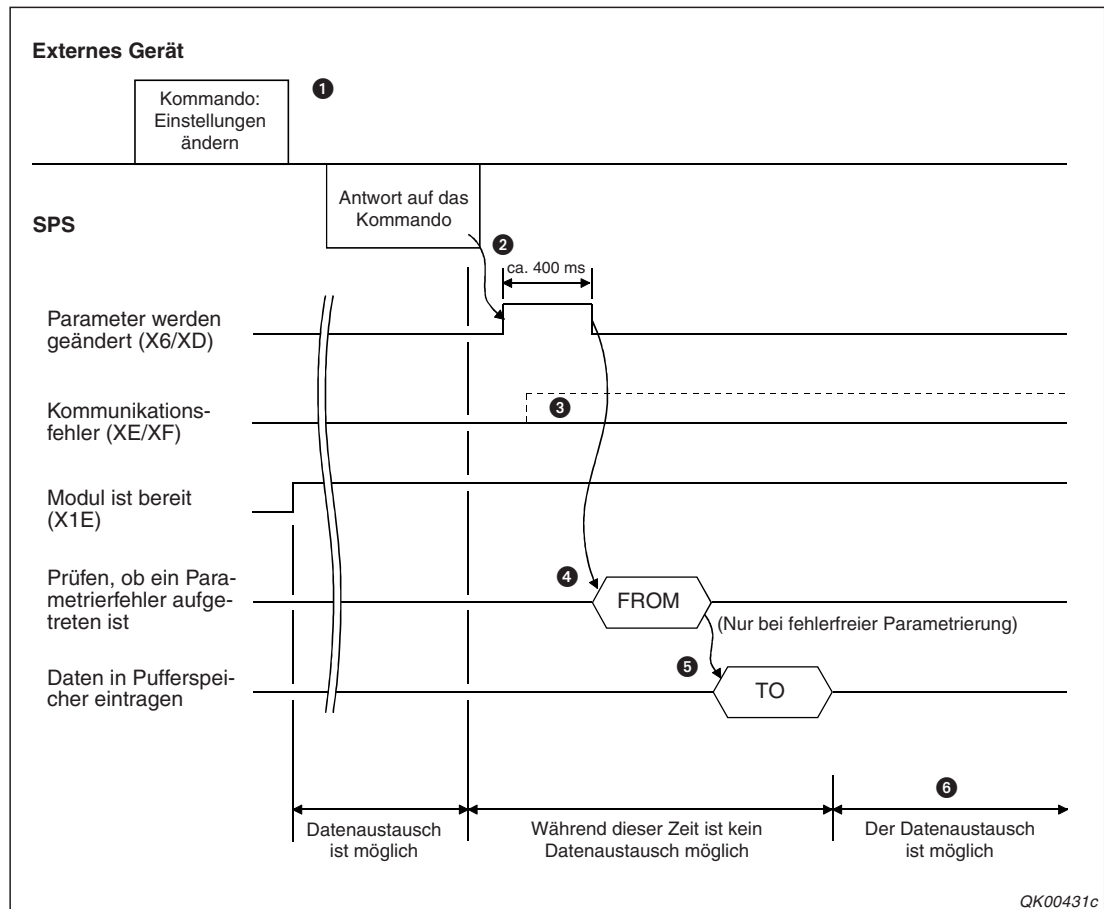 Externes Gerät
Kommando:
Einstellungen
ändern
❶
Antwort auf das
Kommando
SPS
❷
ca. 400 ms
Parameter werden
geändert (X6/XD)
Kommunikations-
fehler (XE/XF)
❸
Modul ist bereit
(X1E)
Prüfen, ob ein Para-
metrierfehler aufge-
treten ist
❹
FROM
(Nur bei fehlerfreier Parametrierung)
Daten in Pufferspei-
cher eintragen
❺
TO
❻
Datenaustausch
ist möglich
Während dieser Zeit ist kein
Datenaustausch möglich
Der Datenaustausch
ist möglich
QK00431c